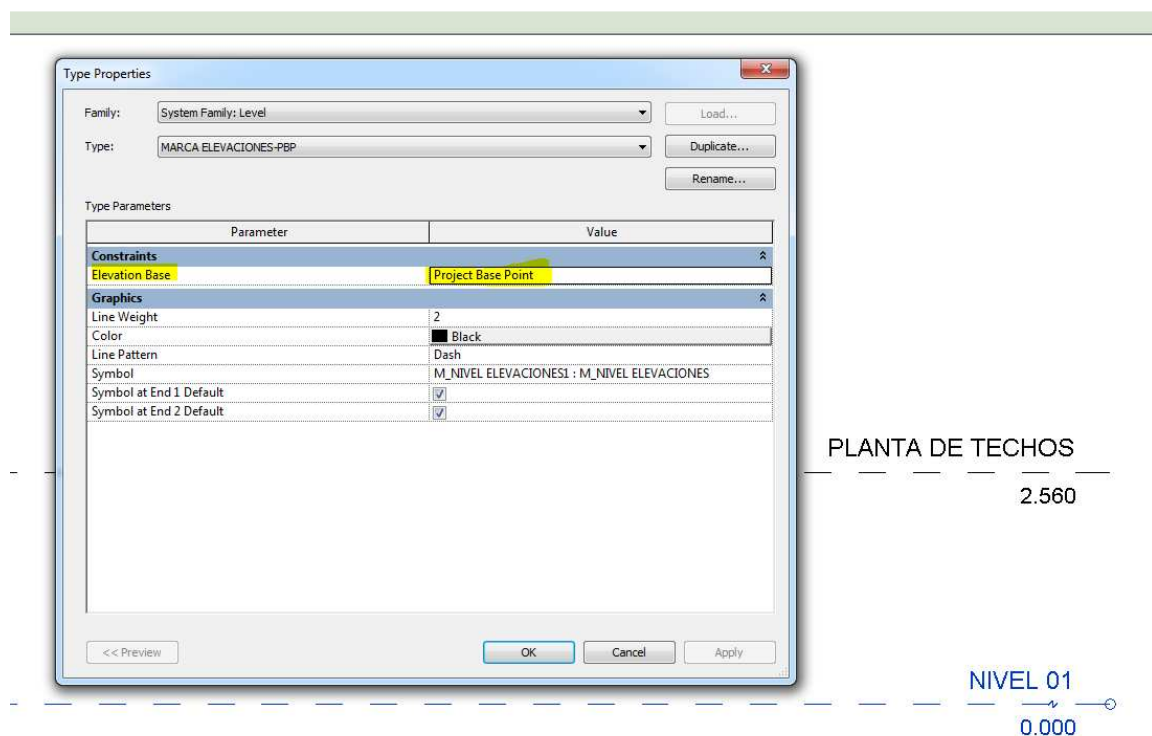 Type Properties
Family: System Family: Level Load...
Type: MARCA ELEVACIONES-PBP Duplicate...
Rename...
Type Parameters
Parameter Value
Constraints
Elevation Base Project Base Point
Graphics
Line Weight 2
Color Black
Line Pattern Dash
Symbol M_NIVEL ELEVACIONES1 : M_NIVEL ELEVACIONES
Symbol at End 1 Default
Symbol at End 2 Default
PLANTA DE TECHOS
2.560
<< Preview OK Cancel Apply
NIVEL 01
0.000